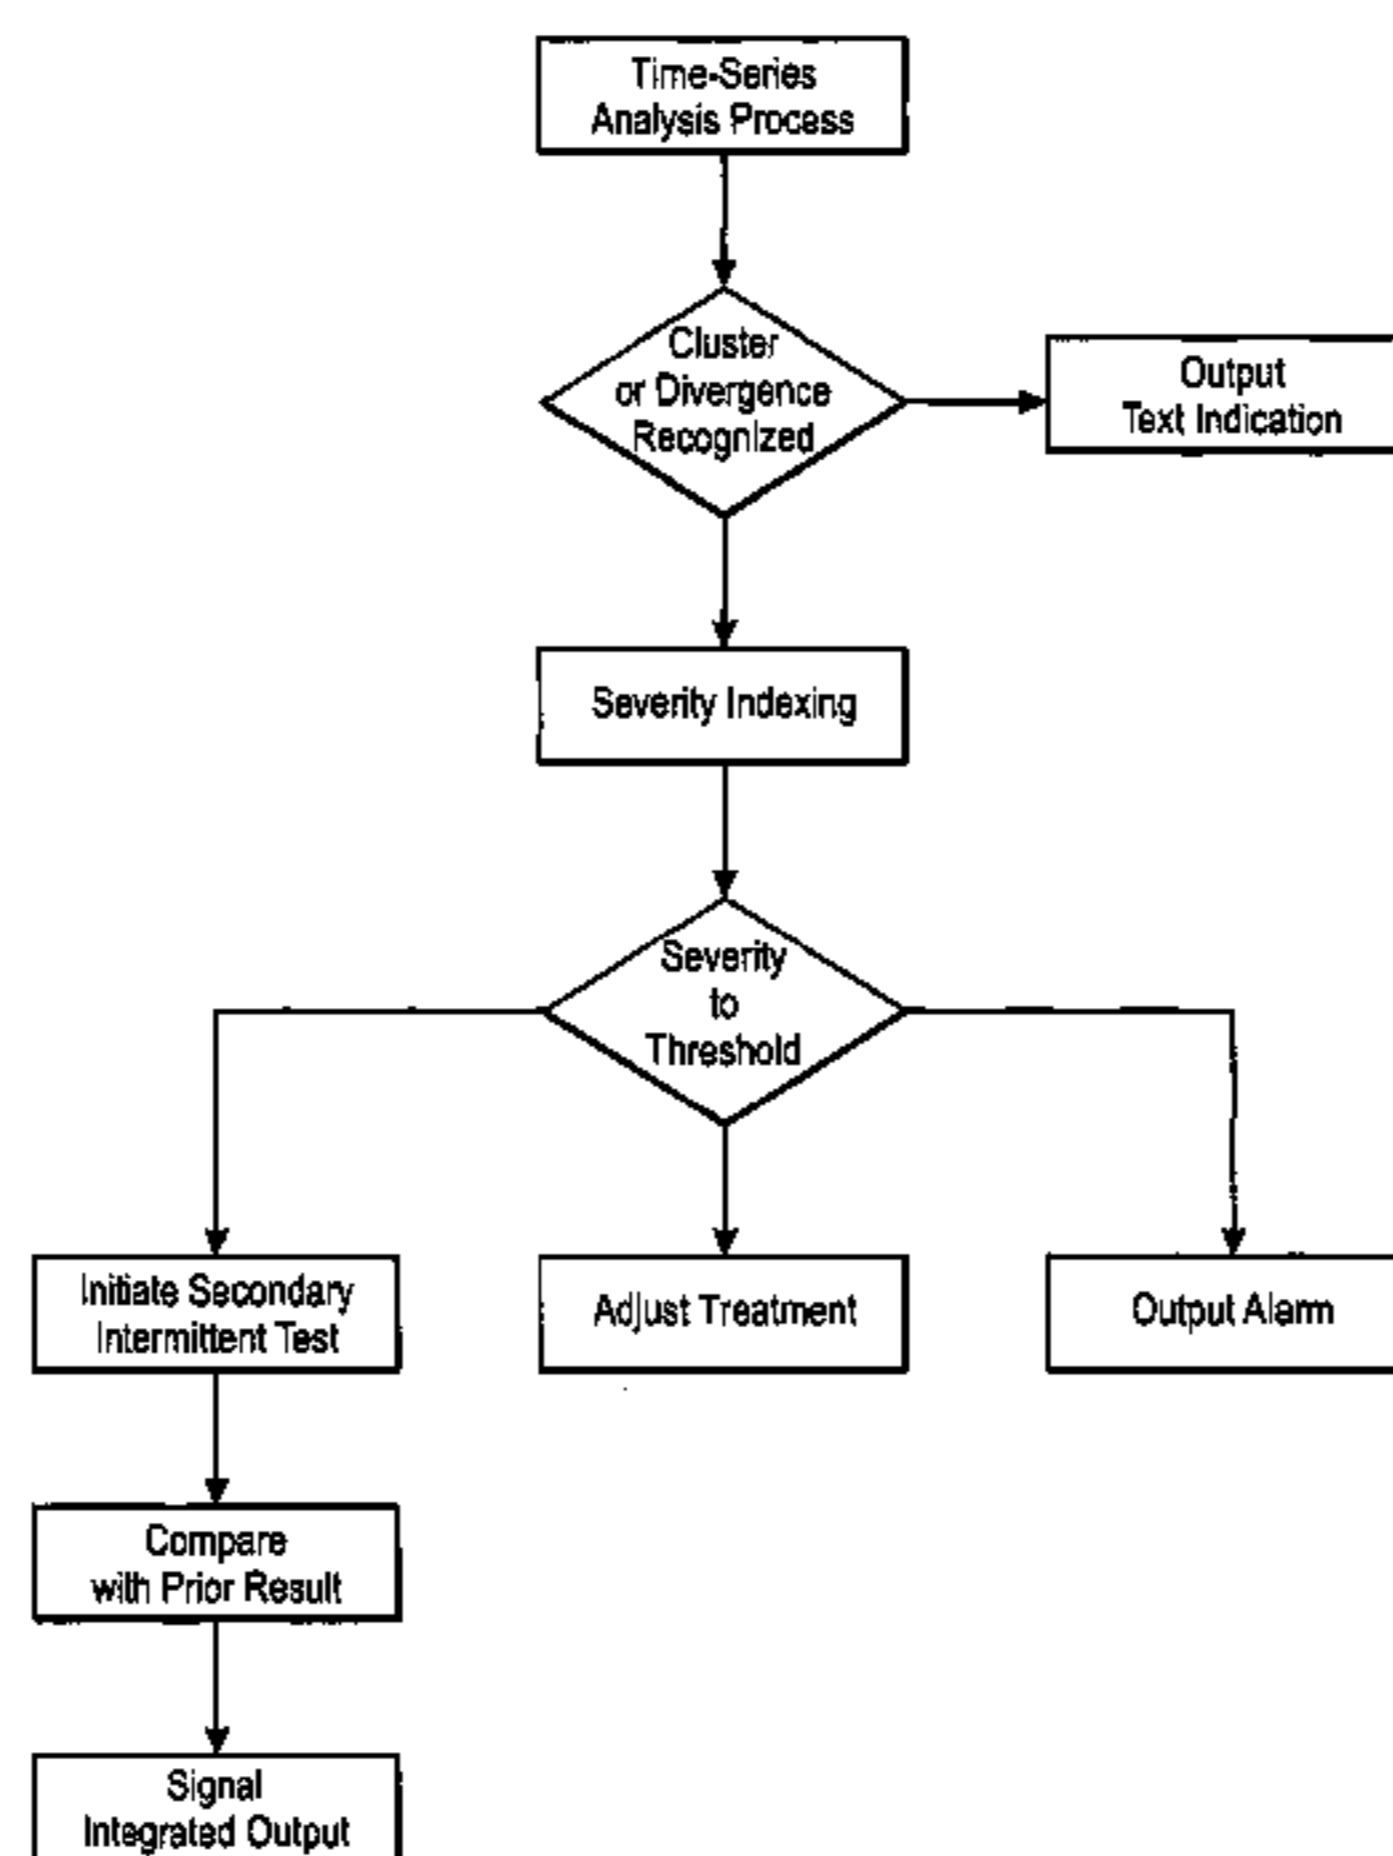 Time-Series
Analysis Process
Cluster
or Divergence
Recognized
Output
Text Indication
Severity Indexing
Severity
to
Threshold
Initiate Secondary
Intermittent Test
Adjust Treatment
Output Alarm
Compare
with Prior Result
Signal
Integrated Output